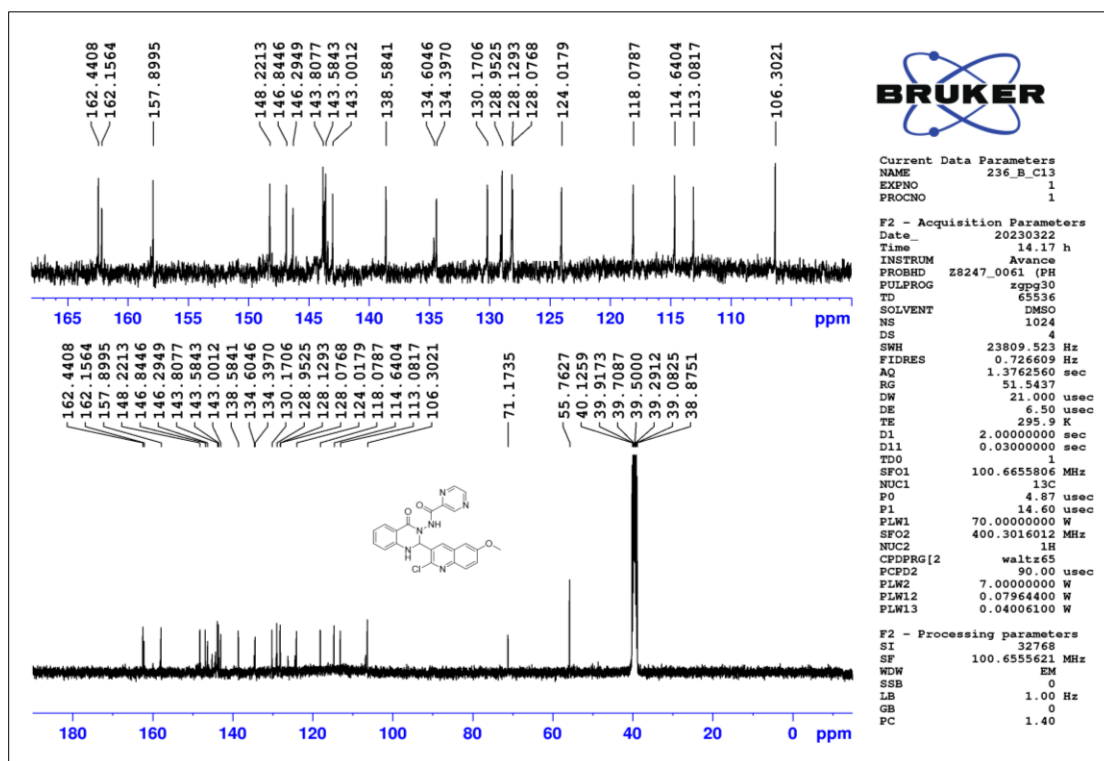 162.4408
162.1564
157.8995
148.2213
146.8446
146.2949
143.8077
143.5843
143.0012
138.5841
134.6046
134.3970
130.1706
128.9525
128.1293
128.0768
124.0179
118.0787
114.6404
113.0817
106.3021
165 160 155 150 145 140 135 130 125 120 115 110 ppm
162.4408
162.1564
157.8995
148.2213
146.8446
146.2949
143.8077
143.5843
143.0012
138.5841
134.6046
134.3970
130.1706
128.9525
128.1293
128.0768
124.0179
118.0787
114.6404
113.0817
106.3021
71.1735
55.7627
40.1259
39.9173
39.7087
39.5000
39.2912
39.0825
38.8751
N
O
N
O
NH
N
N
H
O
Cl
N
180 160 140 120 100 80 60 40 20 0 ppm
BRUKER
Current Data Parameters
NAME 236_B_C13
EXPNO 1
PROCNO 1
F2 - Acquisition Parameters
Date_ 20230322
Time 14.17 h
INSTRUM Avance
PROBHD Z8247_0061 (PH
PULPROG zgpg30
TD 65536
SOLVENT DMSO
NS 1024
DS 4
SWH 23809.523 Hz
FIDRES 0.726609 Hz
AQ 1.3762560 sec
RG 51.5437
DW 21.000 usec
DE 6.50 usec
TE 295.9 K
D1 2.00000000 sec
D11 0.03000000 sec
TD0 1
SFO1 100.6655806 MHz
NUC1 13C
P0 4.87 usec
P1 14.60 usec
PLW1 70.00000000 W
SFO2 400.3016012 MHz
NUC2 1H
CPDPRG[2 waltz65
PCPD2 90.00 usec
PLW2 7.00000000 W
PLW12 0.07964400 W
PLW13 0.04006100 W
F2 - Processing parameters
SI 32768
SF 100.6555621 MHz
WDW EM
SSB 0
LB 1.00 Hz
GB 0
PC 1.40